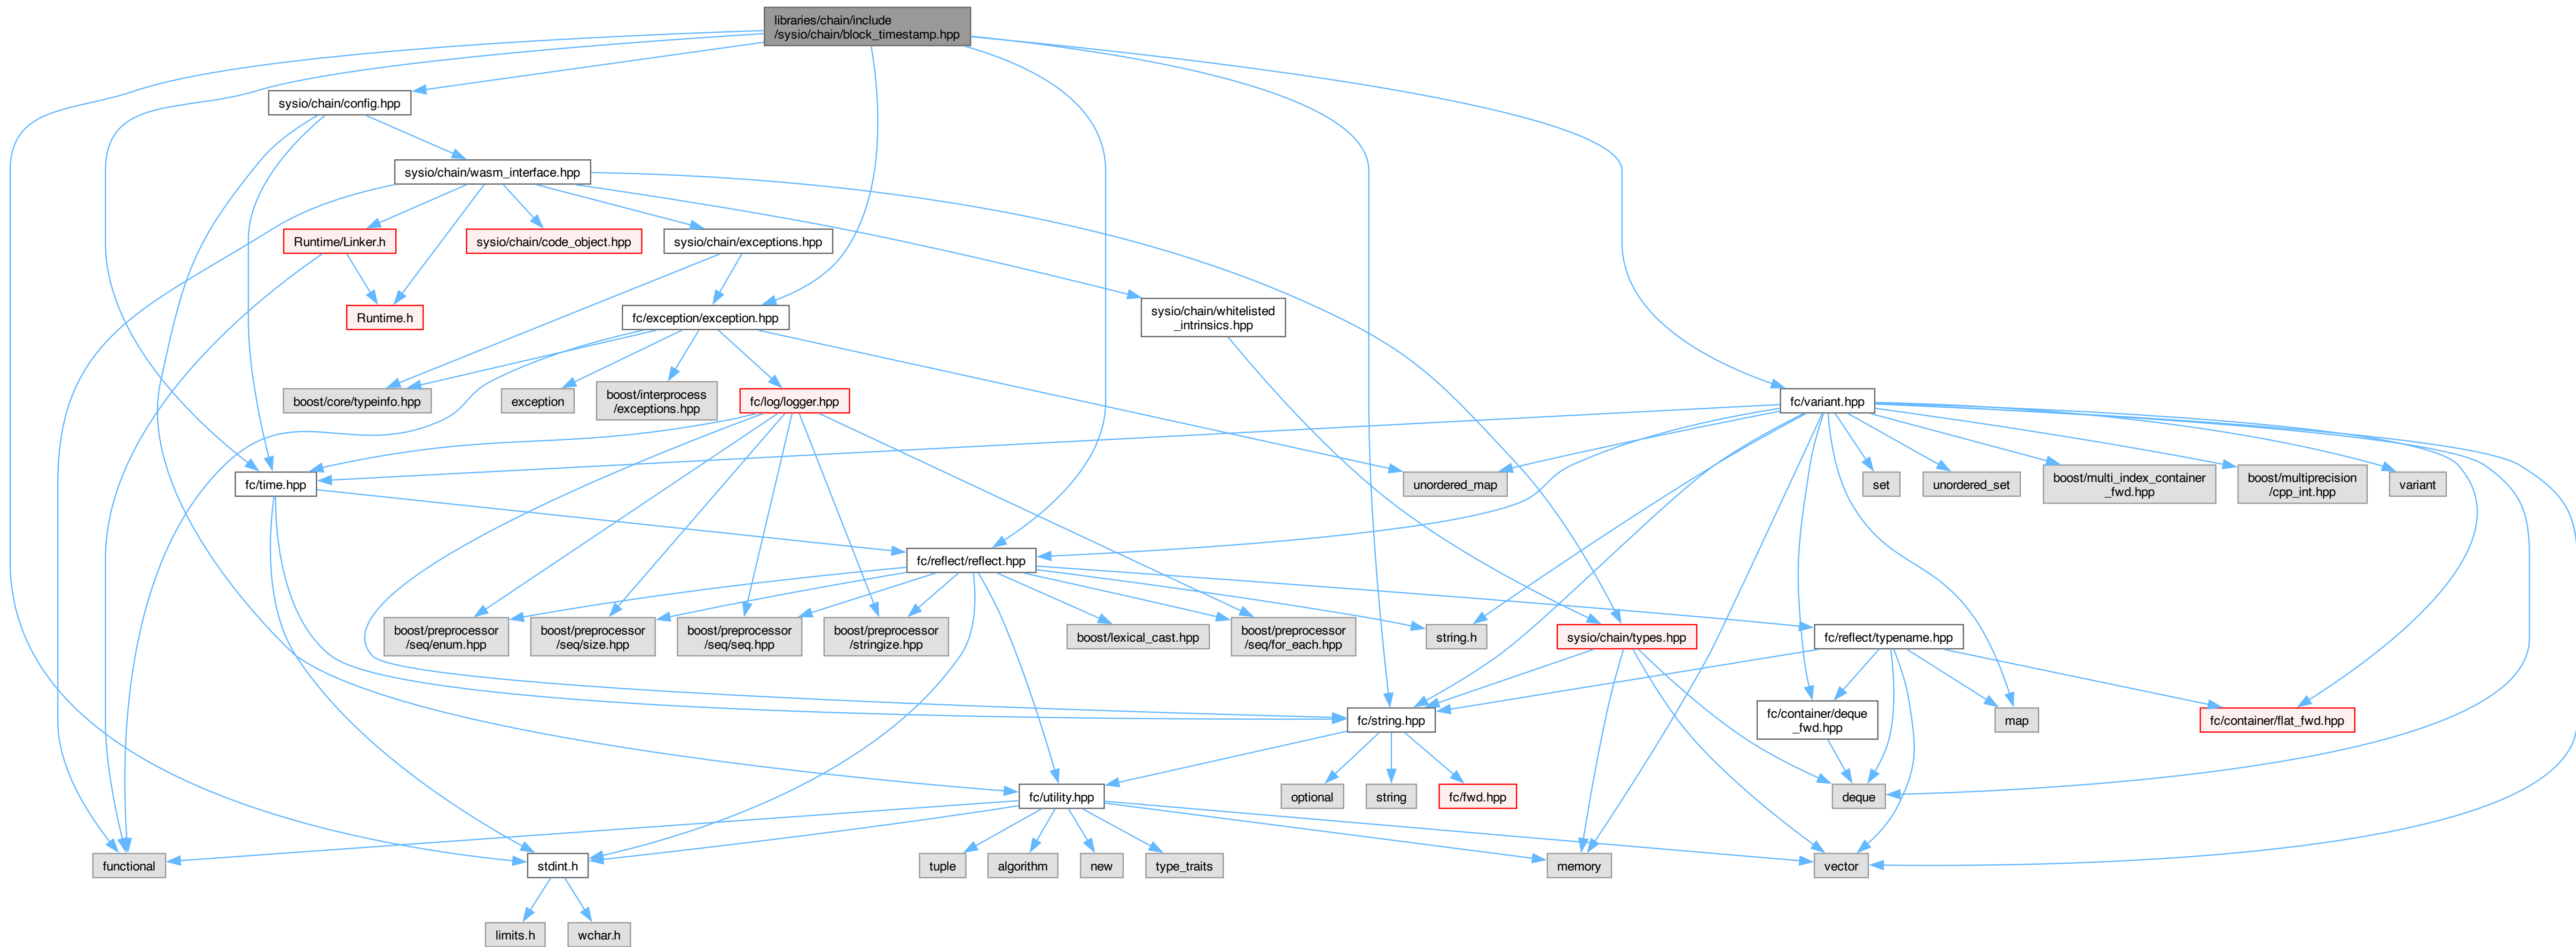 libraries/chain/include
/sysio/chain/block_timestamp.hpp
sysio/chain/config.hpp
sysio/chain/wasm_interface.hpp
Runtime/Linker.h
sysio/chain/code_object.hpp
sysio/chain/exceptions.hpp
Runtime.h
fc/exception/exception.hpp
sysio/chain/whitelisted
_intrinsics.hpp
boost/core/typeinfo.hpp
exception
boost/interprocess
/exceptions.hpp
fc/log/logger.hpp
fc/variant.hpp
fc/time.hpp
unordered_map
set
unordered_set
boost/multi_index_container
_fwd.hpp
boost/multiprecision
/cpp_int.hpp
variant
fc/reflect/reflect.hpp
boost/preprocessor
/seq/enum.hpp
boost/preprocessor
/seq/size.hpp
boost/preprocessor
/seq/seq.hpp
boost/preprocessor
/stringize.hpp
boost/lexical_cast.hpp
boost/preprocessor
/seq/for_each.hpp
string.h
sysio/chain/types.hpp
fc/reflect/typename.hpp
fc/string.hpp
fc/container/deque
_fwd.hpp
map
fc/container/flat_fwd.hpp
fc/utility.hpp
optional
string
fc/fwd.hpp
deque
functional
stdint.h
tuple
algorithm
new
type_traits
memory
vector
limits.h
wchar.h